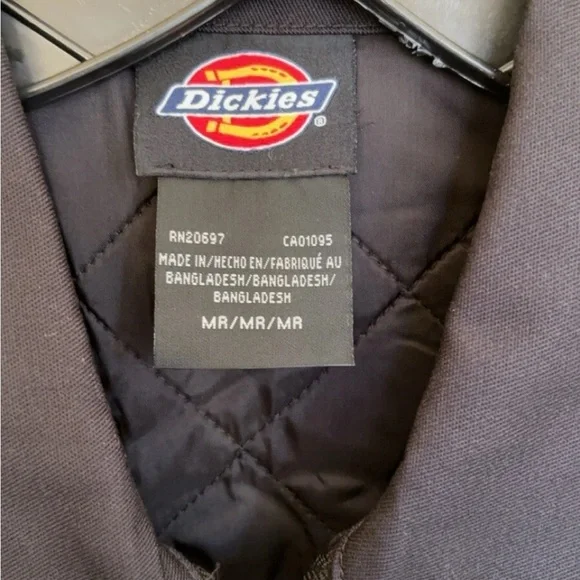 Dickies
®
RN20697 CA01095
MADE IN/HECHO EN/FABRIQUÉ AU
BANGLADESH/BANGLADESH/
BANGLADESH
MR/MR/MR